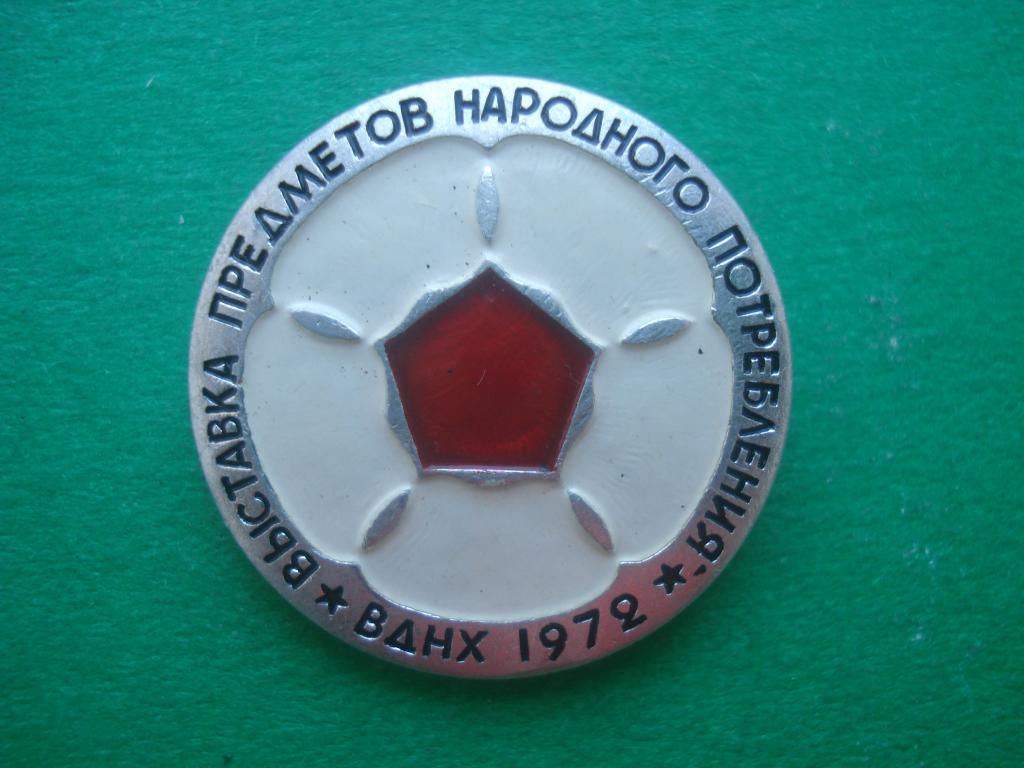 ВЫСТАВКА ПРЕДМЕТОВ НАРОДНОГО ПОТРЕБЛЕНИЯ
★ ВДНХ 1972 ★